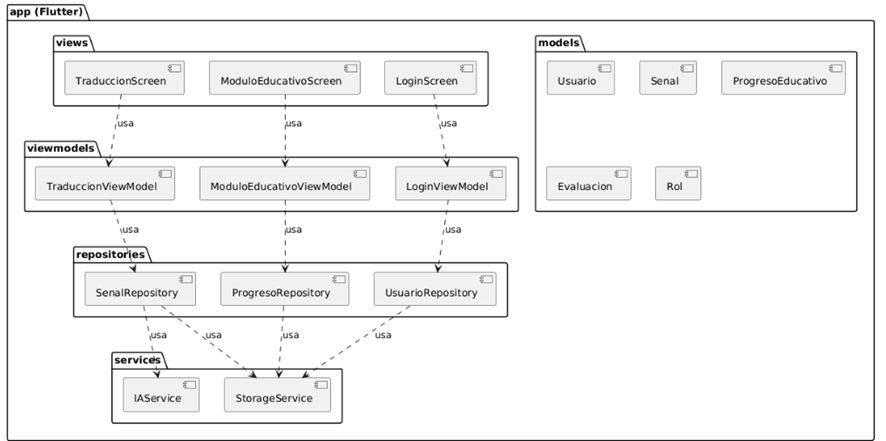 app (Flutter)
views
models
TraduccionScreen
ModuloEducativoScreen
LoginScreen
Usuario
Senal
ProgresoEducativo
usa
usa
usa
viewmodels
TraduccionViewModel
ModuloEducativoViewModel
LoginViewModel
Evaluacion
Rol
usa
usa
usa
repositories
SenalRepository
ProgresoRepository
UsuarioRepository
usa
usa
usa
usa
services
IAService
StorageService